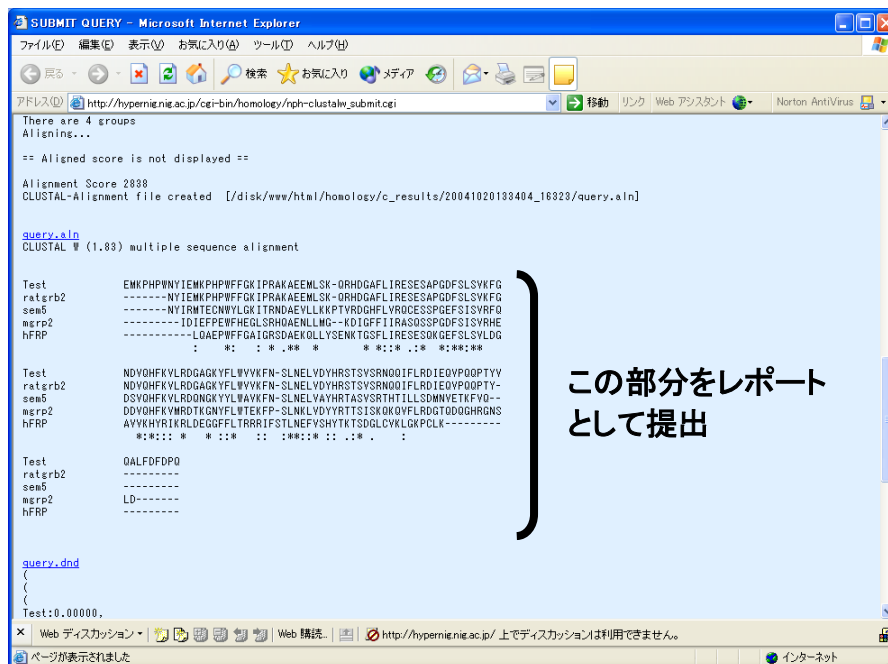 SUBMIT QUERY - Microsoft Internet Explorer
ファイル(F) 編集(E) 表示(V) お気に入り(A) ツール(T) ヘルプ(H)
戻る 検索 お気に入り メディア
アドレス(D) http://hypernig.nig.ac.jp/cgi-bin/homology/nph-clustalw_submit.cgi 移動 リンク Web アシスタント Norton AntiVirus
There are 4 groups
Aligning...
== Aligned score is not displayed ==
Alignment Score 2838
CLUSTAL-Alignment file created [/disk/www/html/homology/c_results/20041020133404_16323/query.aln]
query.aln
CLUSTAL W (1.83) multiple sequence alignment
Test EMKPHPWNYIEMKPHPWFFGKIPRAKAEEMLSK-QRHDGAFLIRESESAPGDFSLSVKFG
ratgrb2 -------NYIEMKPHPWFFGKIPRAKAEEMLSK-QRHDGAFLIRESESAPGDFSLSVKFG
sem5 -------NYIRMTECNWYLGKITRNDAEVLLKKPTVRDGHFLVRQCESSPGEFSISVRFQ
mgrp2 ---------IDIEFPEWFHEGLSRHQAENLLMG--KDIGFFIIRASQSSPGDFSISVRHE
hFRP -----------LQAEPWFFGAIGRSDAEKQLLYSENKTGSFLIRESESQKGEFSLSVLDG
: *: : * .** * * *::* .:* *:**:**
Test NDVQHFKVLRDGAGKYFLWVVKFN-SLNELVDYHRSTSVSRNQQIFLRDIEQVPQQPTYV
ratgrb2 NDVQHFKVLRDGAGKYFLWVVKFN-SLNELVDYHRSTSVSRNQQIFLRDIEQVPQQPTY-
sem5 DSVQHFKVLRDQNGKYYLWAVKFN-SLNELVAYHRTASVSRTHTILLSDMNVETKFVQ--
mgrp2 DDVQHFKVMRDTKGNYFLWTEKFP-SLNKLVDYYRTTSISKQKQVFLRDGTQDQGHRGNS
hFRP AVVKHYRIKRLDEGGFFLTRRRIFSTLNEFVSHYTKTSDGLCVKLGKPCLK---------
*:*::: * * ::* :: :**::* :: .:* . :
Test QALFDFDPQ
ratgrb2 ---------
sem5 ---------
mgrp2 LD-------
hFRP ---------
この部分をレポート
として提出
query.dnd
(
(
(
Test:0.00000,
Web ディスカッション Web 購読... http://hypernig.nig.ac.jp/ 上でディスカッションは利用できません。
ページが表示されました インターネット